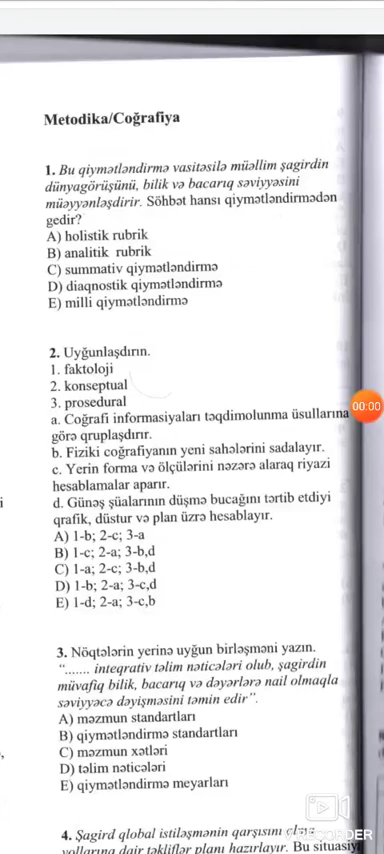 Metodika/Coğrafiya
1. Bu qiymətləndirmə vasitəsilə müəllim şagirdin
dünyagörüşünü, bilik və bacarıq səviyyəsini
müəyyənləşdirir. Söhbət hansı qiymətləndirmədən
gedir?
A) holistik rubrik
B) analitik rubrik
C) summativ qiymətləndirmə
D) diaqnostik qiymətləndirmə
E) milli qiymətləndirmə
2. Uyğunlaşdırın.
1. faktoloji
2. konseptual
3. prosedural
00:00
a. Coğrafi informasiyaları təqdimolunma üsullarına
görə qruplaşdırır.
b. Fiziki coğrafiyanın yeni sahələrini sadalayır.
c. Yerin forma və ölçülərini nəzərə alaraq riyazi
hesablamalar aparır.
d. Günəş şüalarının düşmə bucağını tərtib etdiyi
qrafik, düstur və plan üzrə hesablayır.
A) 1-b; 2-c; 3-a
B) 1-c; 2-a; 3-b,d
C) 1-a; 2-c; 3-b,d
D) 1-b; 2-a; 3-c,d
E) 1-d; 2-a; 3-c,b
3. Nöqtələrin yerinə uyğun birləşməni yazın.
"....... inteqrativ təlim nəticələri olub, şagirdin
müvafiq bilik, bacarıq və dəyərlərə nail olmaqla
səviyyəcə dəyişməsini təmin edir".
A) məzmun standartları
B) qiymətləndirmə standartları
C) məzmun xətləri
D) təlim nəticələri
E) qiymətləndirmə meyarları
4. Şagird qlobal istiləşmənin qarşısını
yollarına dair təkliflər planı hazırlayır. Bu